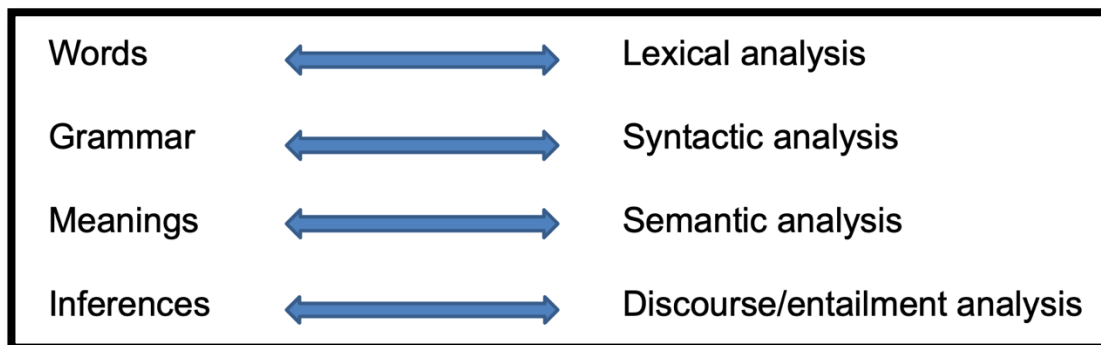 Words Lexical analysis
Grammar Syntactic analysis
Meanings Semantic analysis
Inferences Discourse/entailment analysis